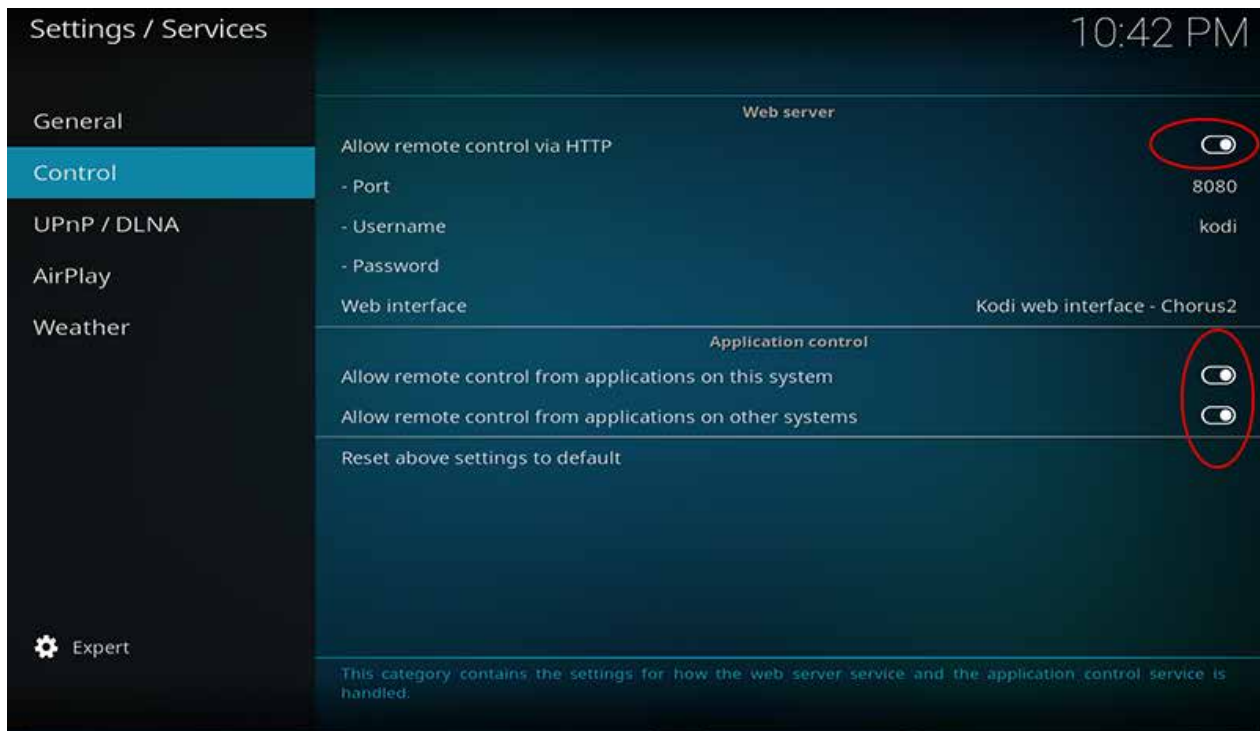 Settings / Services
10:42 PM
General
Control
UPnP / DLNA
AirPlay
Weather
Expert
Web server
Allow remote control via HTTP
- Port 8080
- Username kodi
- Password
Web interface Kodi web interface - Chorus2
Application control
Allow remote control from applications on this system
Allow remote control from applications on other systems
Reset above settings to default
This category contains the settings for how the web server service and the application control service is
handled.